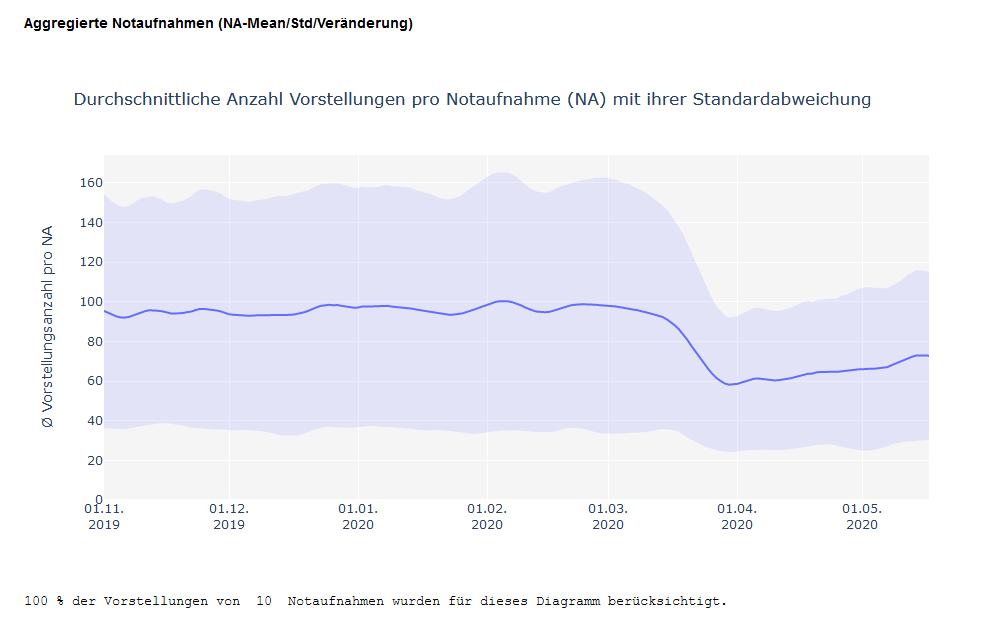 Aggregierte Notaufnahmen (NA-Mean/Std/Veränderung)
Durchschnittliche Anzahl Vorstellungen pro Notaufnahme (NA) mit ihrer Standardabweichung
Ø Vorstellungsanzahl pro NA
160
140
120
100
80
60
40
20
0
01.11. 01.12. 01.01. 01.02. 01.03. 01.04. 01.05.
2019 2019 2020 2020 2020 2020 2020
100 % der Vorstellungen von 10 Notaufnahmen wurden für dieses Diagramm berücksichtigt.